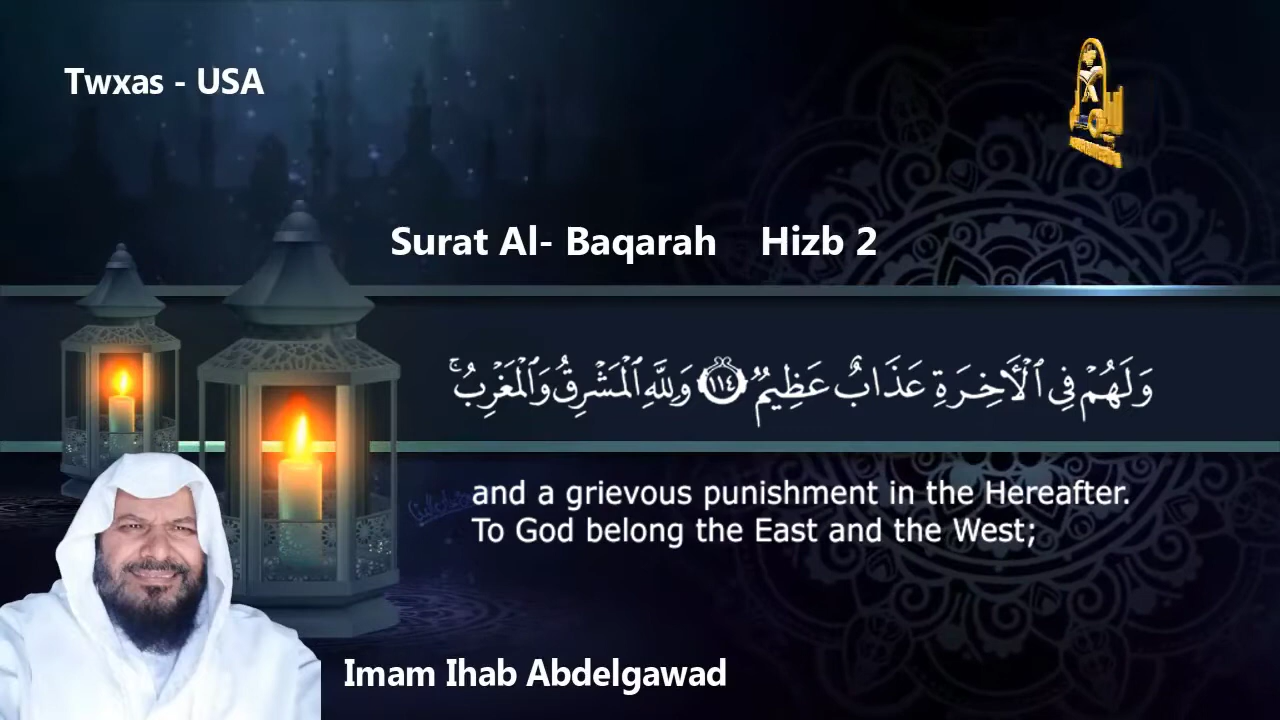 Twxas - USA
Surat Al- Baqarah Hizb 2
وَلَهُمْ فِي ٱلْأَخِرَةِ عَذَابٌ عَظِيمٌ ١١٤ وَلِلَّهِ ٱلْمَشْرِقُ وَٱلْمَغْرِبُ ۚ
and a grievous punishment in the Hereafter.
To God belong the East and the West;
Imam Ihab Abdelgawad